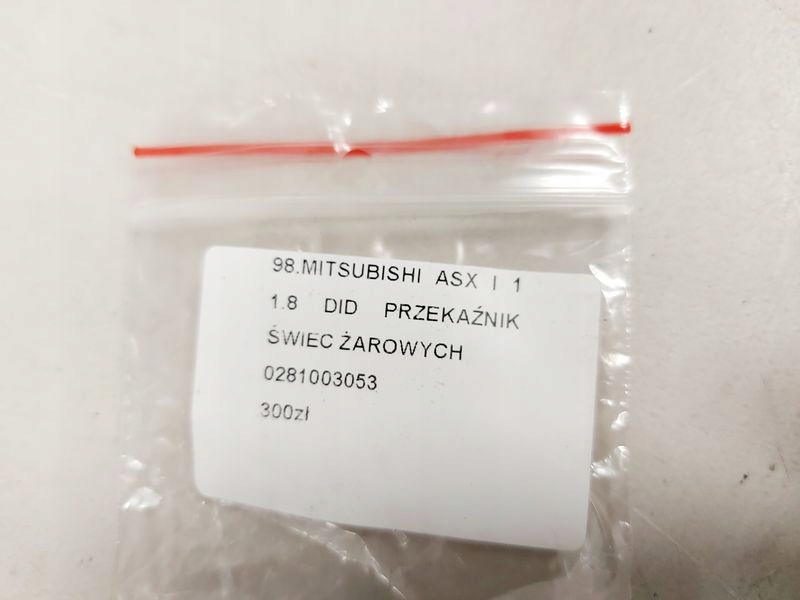 98.MITSUBISHI ASX I 1
1.8 DID PRZEKAŹNIK
ŚWIEC ŻAROWYCH
0281003053
300zł